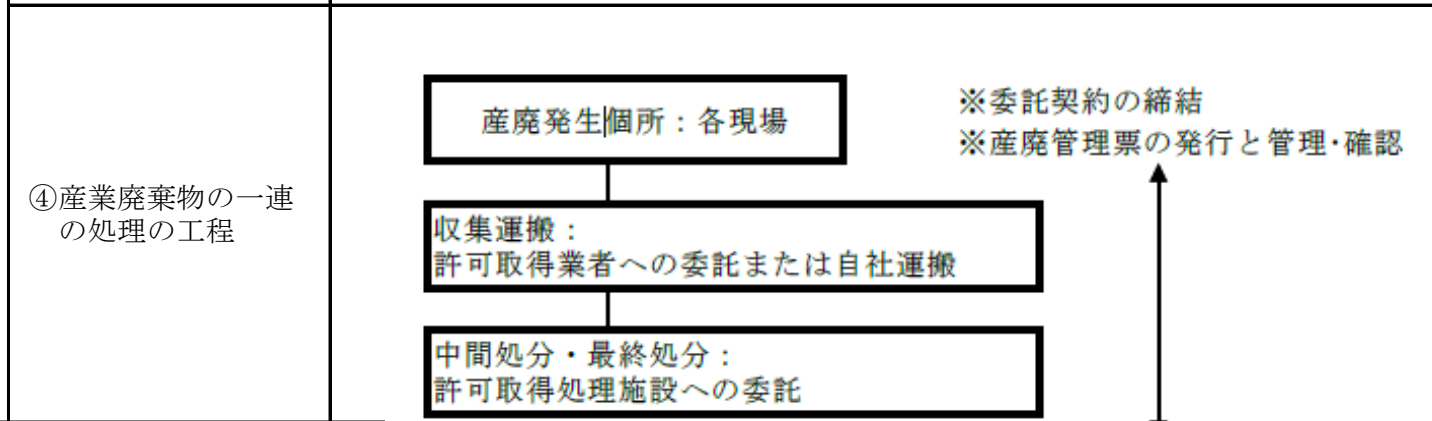 ④産業廃棄物の一連
の処理の工程
産廃発生個所：各現場
※委託契約の締結
※産廃管理票の発行と管理･確認
収集運搬：
許可取得業者への委託または自社運搬
中間処分・最終処分：
許可取得処理施設への委託